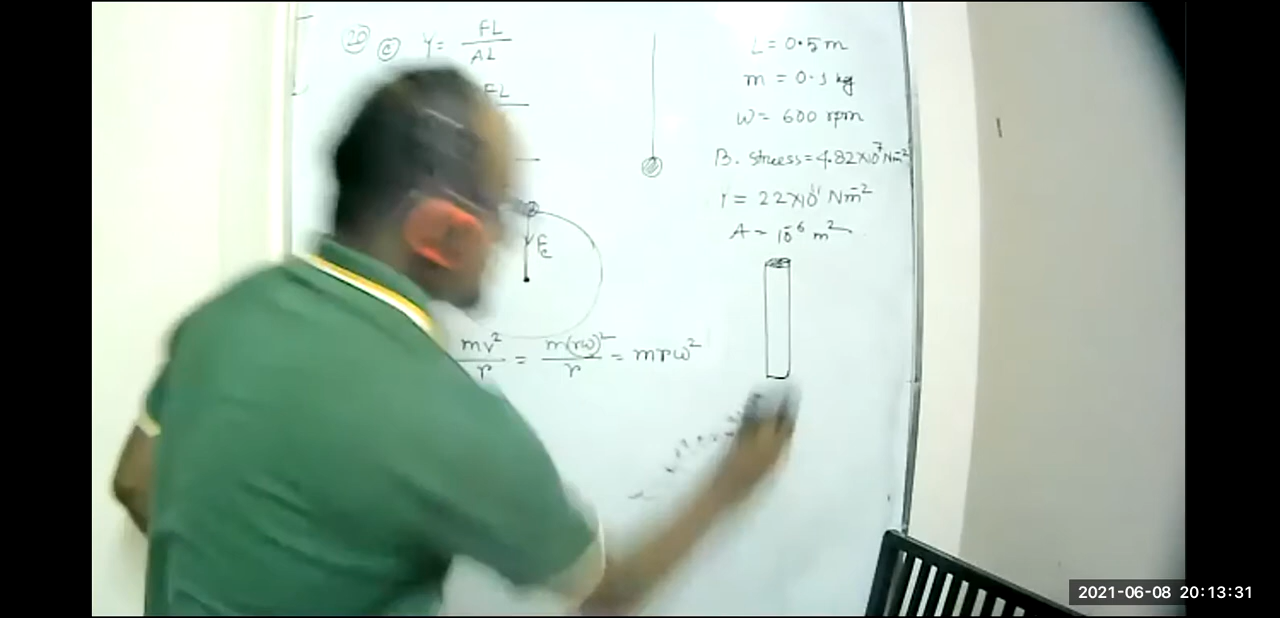 20 c Y = FL
Al
FL
L = 0.5 m
m = 0.1 kg
ω = 600 rpm
B. stress = 4.82×10⁷ Nm⁻²
Y = 22×10¹¹ Nm⁻²
A = 10⁻⁶ m²
Fc
mv²/r = m(rω)²/r = mrω²
2021-06-08 20:13:31